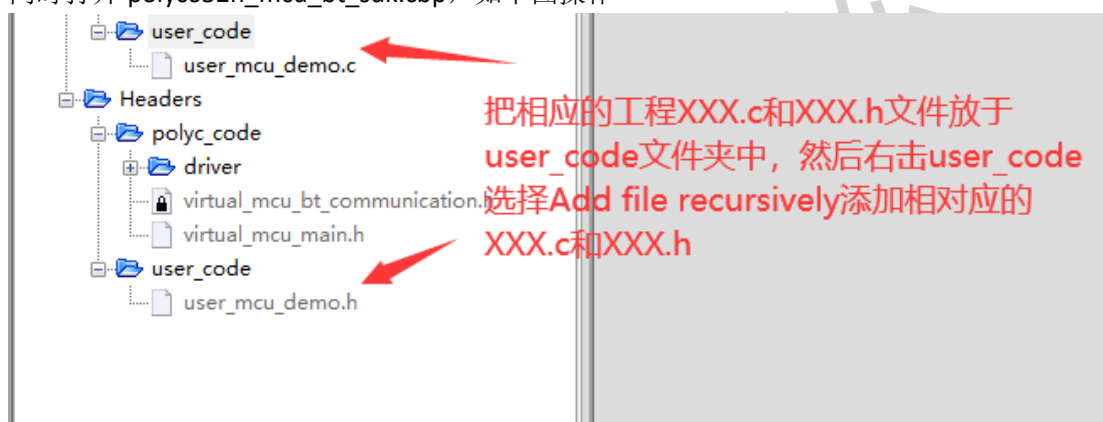 user_code
user_mcu_demo.c
Headers
polyc_code
driver
virtual_mcu_bt_communication.h
virtual_mcu_main.h
user_code
user_mcu_demo.h
把相应的工程XXX.c和XXX.h文件放于
user_code文件夹中，然后右击user_code
选择Add file recursively添加相对应的
XXX.c和XXX.h